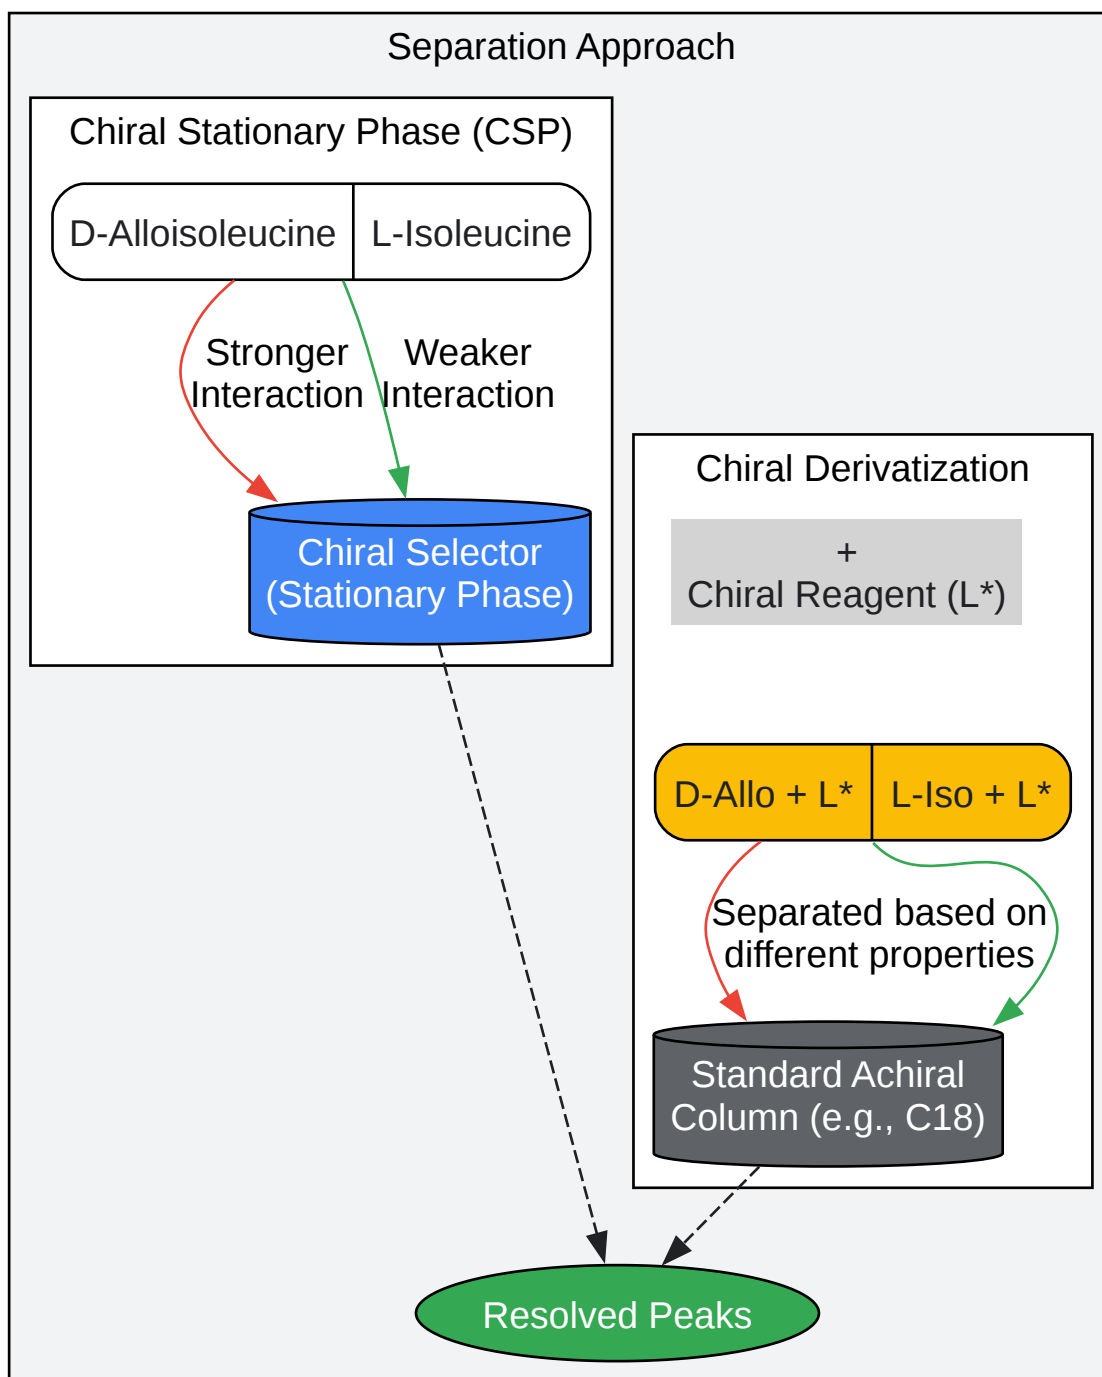 Separation Approach
Chiral Stationary Phase (CSP)
D-Alloisoleucine
L-Isoleucine
Stronger
Interaction
Weaker
Interaction
Chiral Selector
(Stationary Phase)
Chiral Derivatization
+
Chiral Reagent (L*)
D-Allo + L*
L-Iso + L*
Separated based on
different properties
Standard Achiral
Column (e.g., C18)
Resolved Peaks